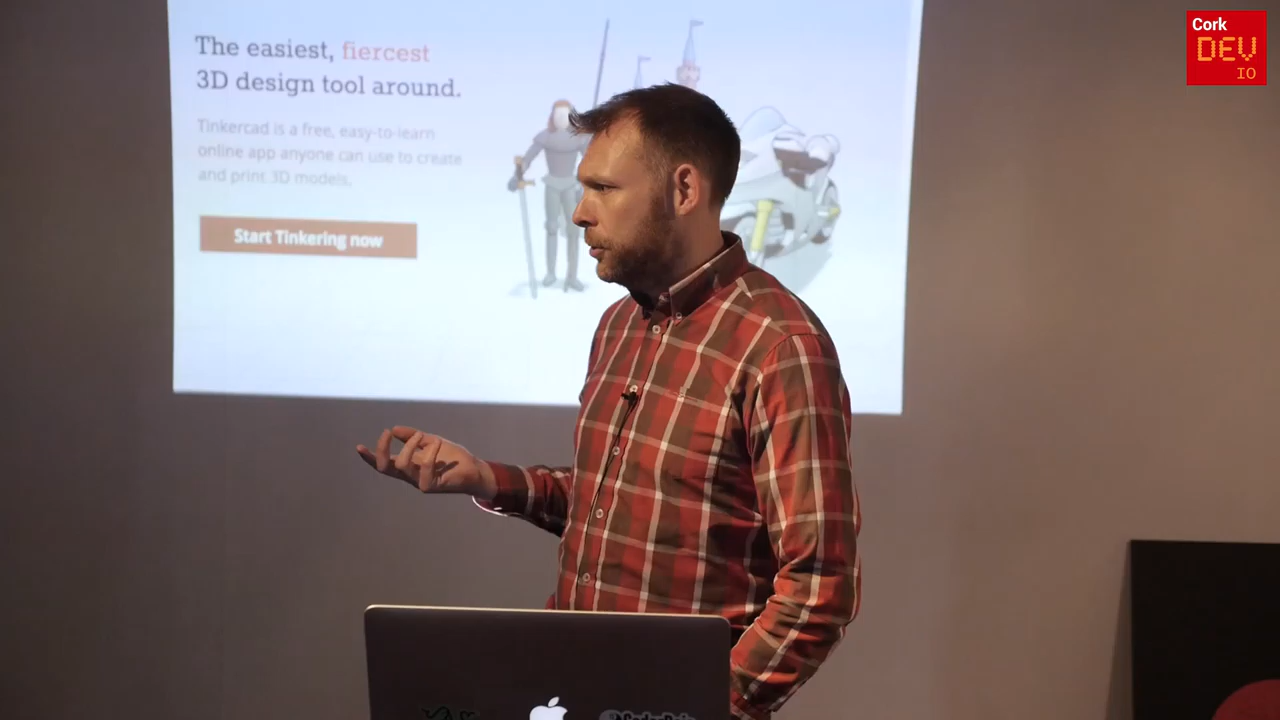 The easiest, fiercest
3D design tool around.
Tinkercad is a free, easy-to-learn
online app anyone can use to create
and print 3D models.
Start Tinkering now
Cork
DEV
IO